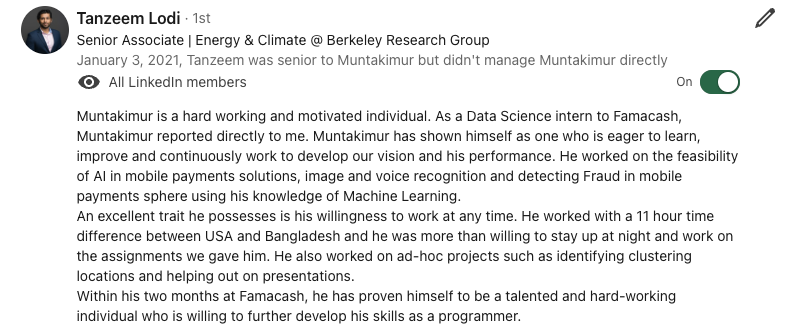 Tanzeem Lodi · 1st
Senior Associate | Energy & Climate @ Berkeley Research Group
January 3, 2021, Tanzeem was senior to Muntakimur but didn't manage Muntakimur directly
All LinkedIn members On
Muntakimur is a hard working and motivated individual. As a Data Science intern to Famacash,
Muntakimur reported directly to me. Muntakimur has shown himself as one who is eager to learn,
improve and continuously work to develop our vision and his performance. He worked on the feasibility
of AI in mobile payments solutions, image and voice recognition and detecting Fraud in mobile
payments sphere using his knowledge of Machine Learning.
An excellent trait he possesses is his willingness to work at any time. He worked with a 11 hour time
difference between USA and Bangladesh and he was more than willing to stay up at night and work on
the assignments we gave him. He also worked on ad-hoc projects such as identifying clustering
locations and helping out on presentations.
Within his two months at Famacash, he has proven himself to be a talented and hard-working
individual who is willing to further develop his skills as a programmer.